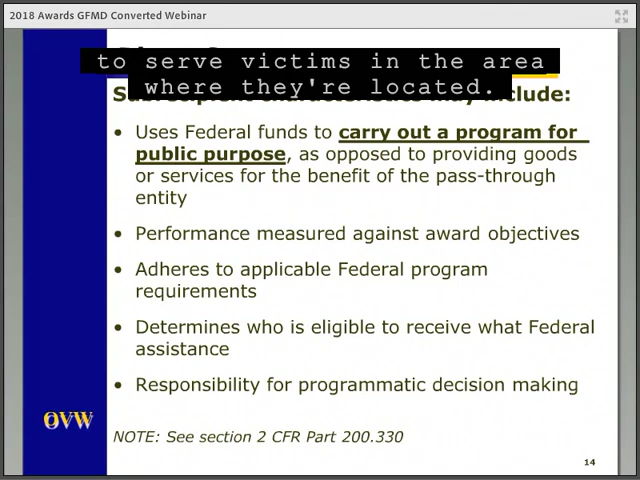 2018 Awards GFMD Converted Webinar
to serve victims in the area
where they're located.
include:
• Uses Federal funds to carry out a program for
public purpose, as opposed to providing goods
or services for the benefit of the pass-through
entity
• Performance measured against award objectives
• Adheres to applicable Federal program
requirements
• Determines who is eligible to receive what Federal
assistance
• Responsibility for programmatic decision making
OVW
NOTE: See section 2 CFR Part 200.330
14